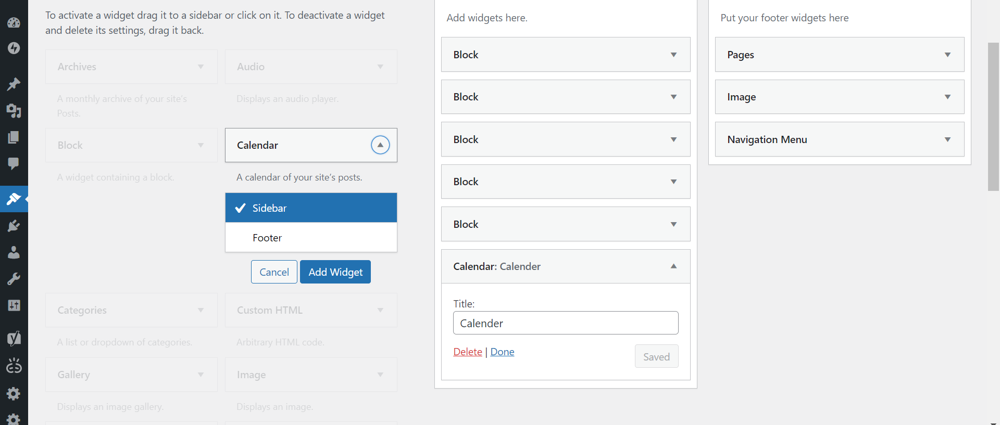 To activate a widget drag it to a sidebar or click on it. To deactivate a widget
and delete its settings, drag it back.
Archives
Audio
A monthly archive of your site’s
Posts.
Displays an audio player.
Block
Calendar
A widget containing a block.
A calendar of your site’s posts.
Sidebar
Footer
Cancel
Add Widget
Categories
Custom HTML
A list or dropdown of categories.
Arbitrary HTML code.
Gallery
Image
Displays an image gallery.
Displays an image.
Add widgets here.
Block
Block
Block
Block
Block
Calendar: Calender
Title:
Calender
Delete | Done
Saved
Put your footer widgets here
Pages
Image
Navigation Menu